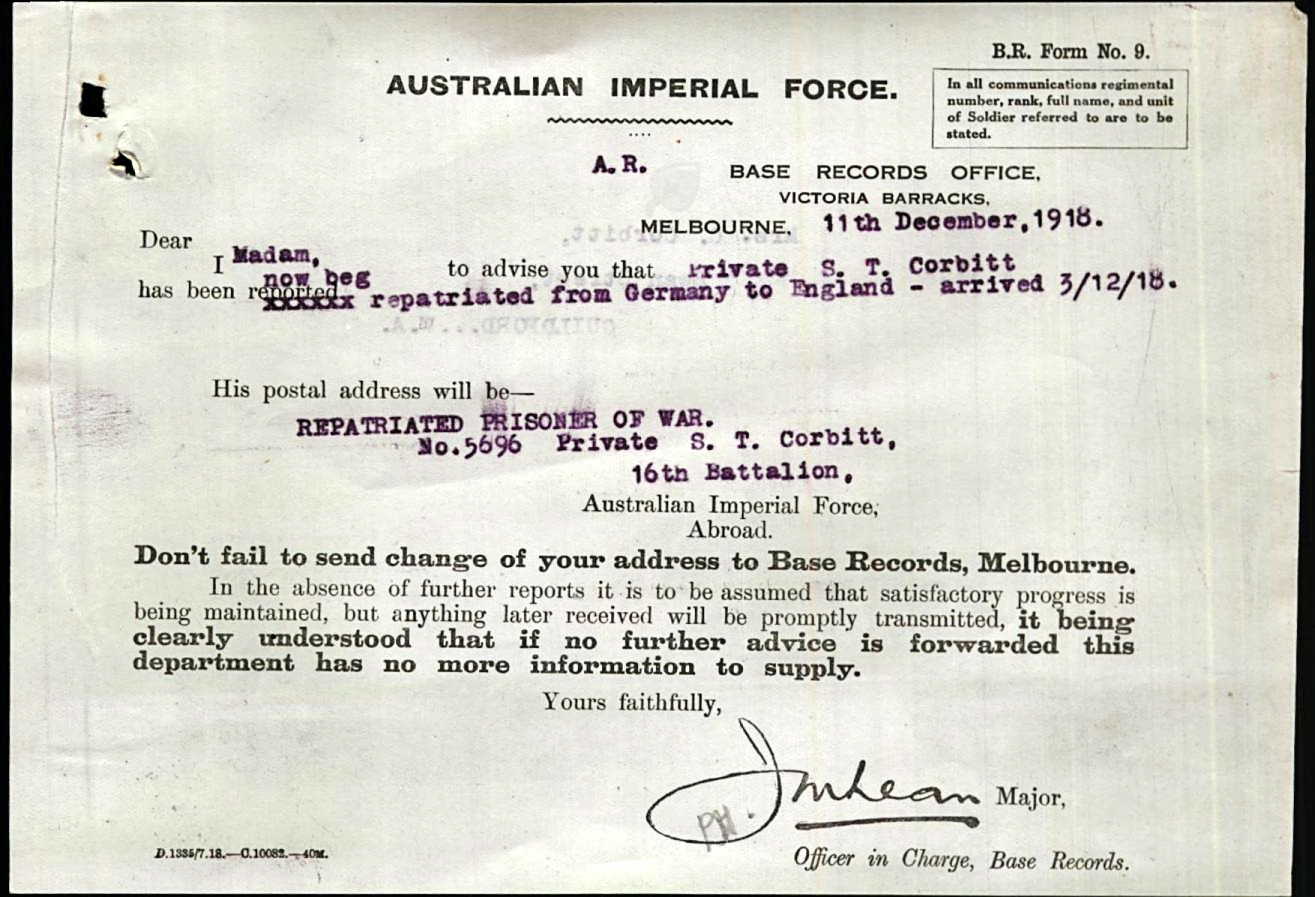 B.R. Form No. 9.
AUSTRALIAN IMPERIAL FORCE.
In all communications regimental
number, rank, full name, and unit
of Soldier referred to are to be
stated.
A. R.
BASE RECORDS OFFICE,
VICTORIA BARRACKS,
MELBOURNE, 11th December,1918.
Dear Madam,
I now beg to advise you that Private S. T. Corbitt
has been reported xxxxxx repatriated from Germany to England - arrived 3/12/18.
GUILDFORD... W.A.
His postal address will be—
REPATRIATED PRISONER OF WAR.
No.5696 Private S. T. Corbitt,
16th Battalion,
Australian Imperial Force,
Abroad.
Don't fail to send change of your address to Base Records, Melbourne.
In the absence of further reports it is to be assumed that satisfactory progress is
being maintained, but anything later received will be promptly transmitted, it being
clearly understood that if no further advice is forwarded this
department has no more information to supply.
Yours faithfully,
JMLean Major,
PH.
Officer in Charge, Base Records.
D.1335/7.18.—C.10082.—40M.